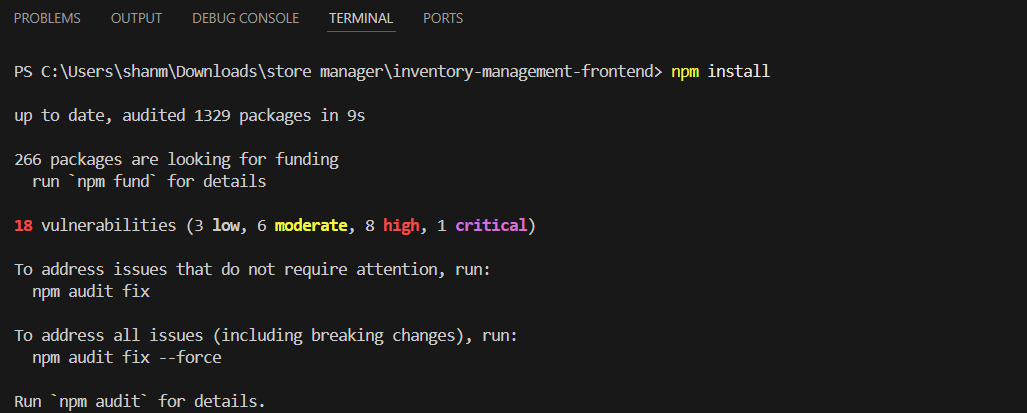 PROBLEMS OUTPUT DEBUG CONSOLE TERMINAL PORTS
PS C:\Users\shanm\Downloads\store manager\inventory-management-frontend> npm install
up to date, audited 1329 packages in 9s
266 packages are looking for funding
run `npm fund` for details
18 vulnerabilities (3 low, 6 moderate, 8 high, 1 critical)
To address issues that do not require attention, run:
npm audit fix
To address all issues (including breaking changes), run:
npm audit fix --force
Run `npm audit` for details.